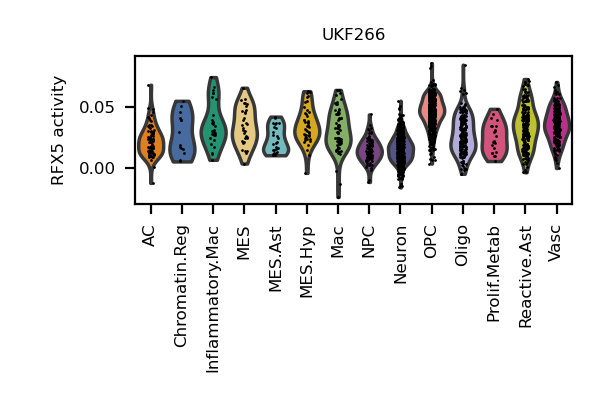 UKF266
RFX5 activity
0.05
0.00
AC
Chromatin.Reg
Inflammatory.Mac
MES
MES.Ast
MES.Hyp
Mac
NPC
Neuron
OPC
Oligo
Prolif.Metab
Reactive.Ast
Vasc